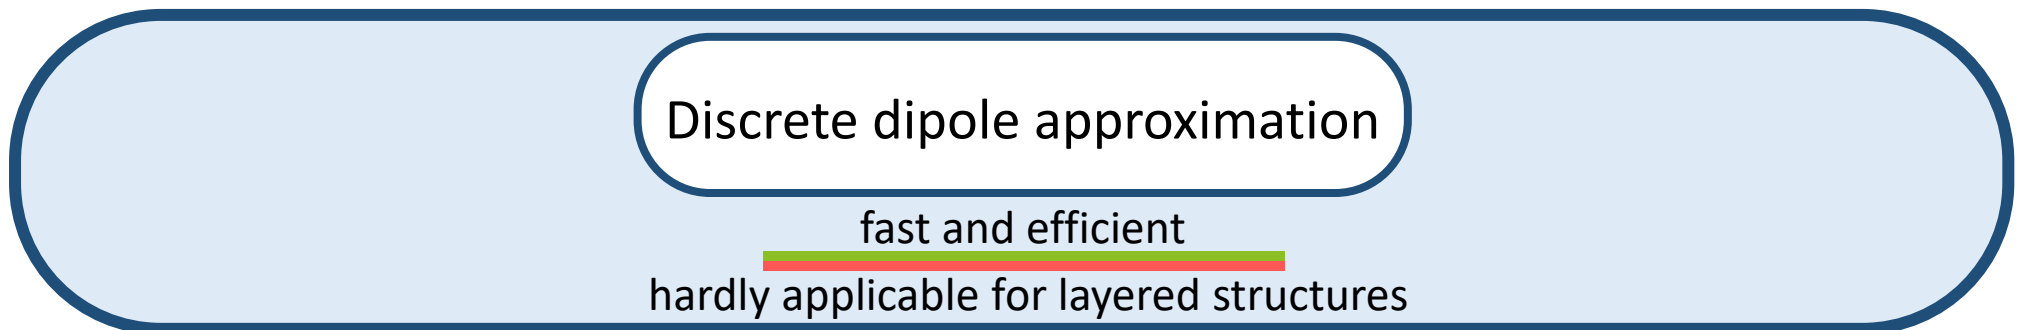 Discrete dipole approximation
fast and efficient
hardly applicable for layered structures